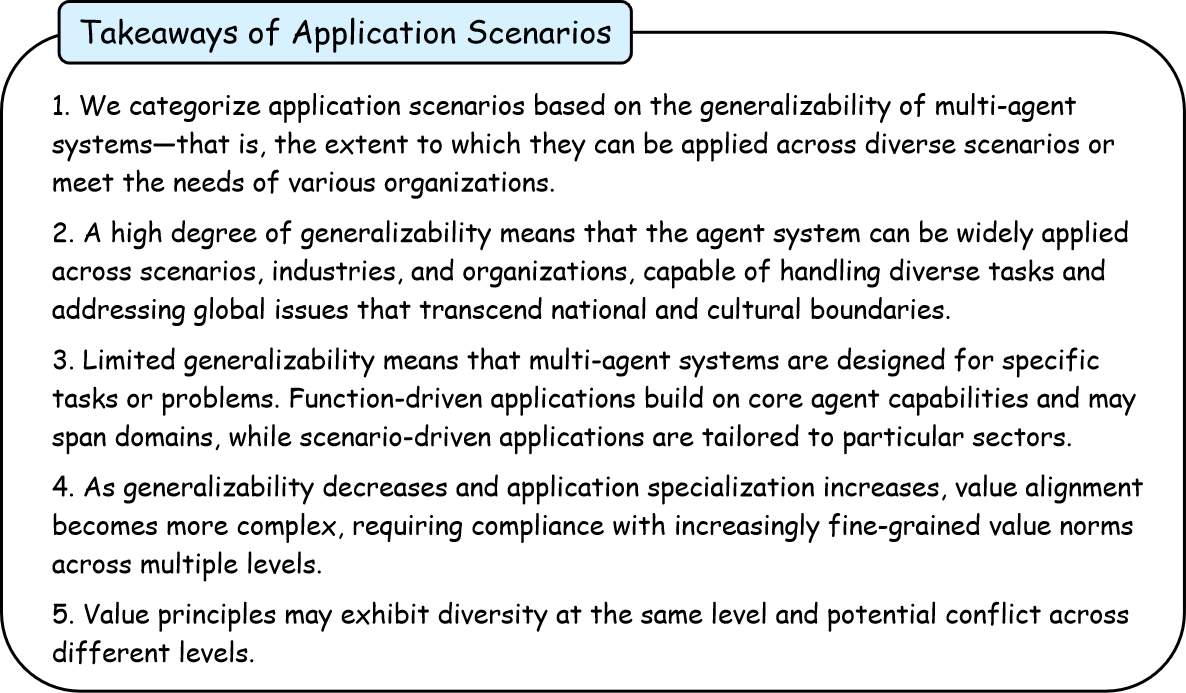 Takeaways of Application Scenarios
1. We categorize application scenarios based on the generalizability of multi-agent
systems—that is, the extent to which they can be applied across diverse scenarios or
meet the needs of various organizations.
2. A high degree of generalizability means that the agent system can be widely applied
across scenarios, industries, and organizations, capable of handling diverse tasks and
addressing global issues that transcend national and cultural boundaries.
3. Limited generalizability means that multi-agent systems are designed for specific
tasks or problems. Function-driven applications build on core agent capabilities and may
span domains, while scenario-driven applications are tailored to particular sectors.
4. As generalizability decreases and application specialization increases, value alignment
becomes more complex, requiring compliance with increasingly fine-grained value norms
across multiple levels.
5. Value principles may exhibit diversity at the same level and potential conflict across
different levels.